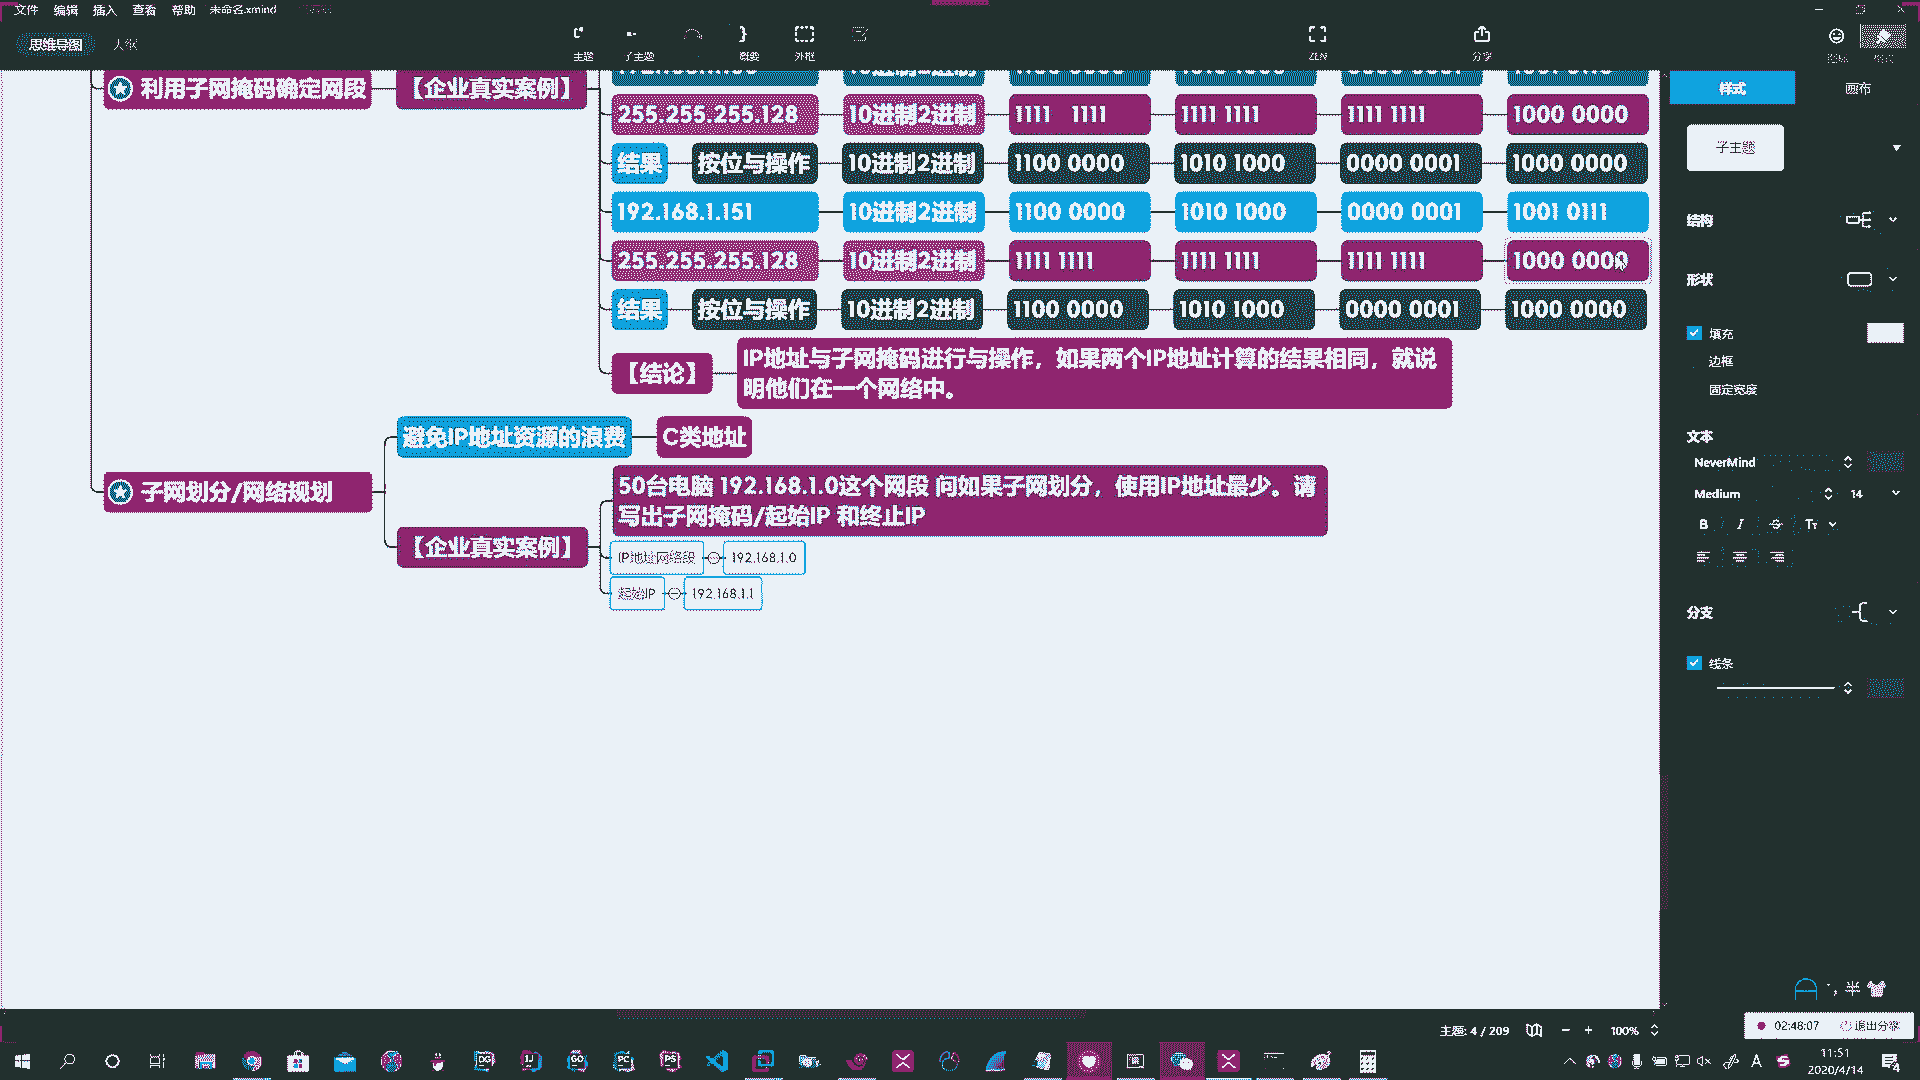 文件 编辑 插入 查看 帮助 未命名.xmind
思维导图 大纲
主题 子主题 概要 外框 ZEN 分享
利用子网掩码确定网段 【企业真实案例】
255.255.255.128 10进制2进制 1111 1111 1111 1111 1111 1111 1000 0000
结果 按位与操作 10进制2进制 1100 0000 1010 1000 0000 0001 1000 0000
192.168.1.151 10进制2进制 1100 0000 1010 1000 0000 0001 1001 0111
255.255.255.128 10进制2进制 1111 1111 1111 1111 1111 1111 1000 0000
结果 按位与操作 10进制2进制 1100 0000 1010 1000 0000 0001 1000 0000
【结论】
IP地址与子网掩码进行与操作，如果两个IP地址计算的结果相同，就说
明他们在一个网络中。
避免IP地址资源的浪费 C类地址
子网划分/网络规划
50台电脑 192.168.1.0这个网段 问如果子网划分，使用IP地址最少。请
写出子网掩码/起始IP 和终止IP
【企业真实案例】
IP地址网络段 192.168.1.0
起始IP 192.168.1.1
样式 画布
子主题
结构
形状
填充
边框
固定宽度
文本
NeverMind
Medium 14
B I S Tт
分支
线条
半
主题: 4 / 209 100%
02:48:07 退出分享
DG IJ GO PC PS
A
11:51
2020/4/14
4